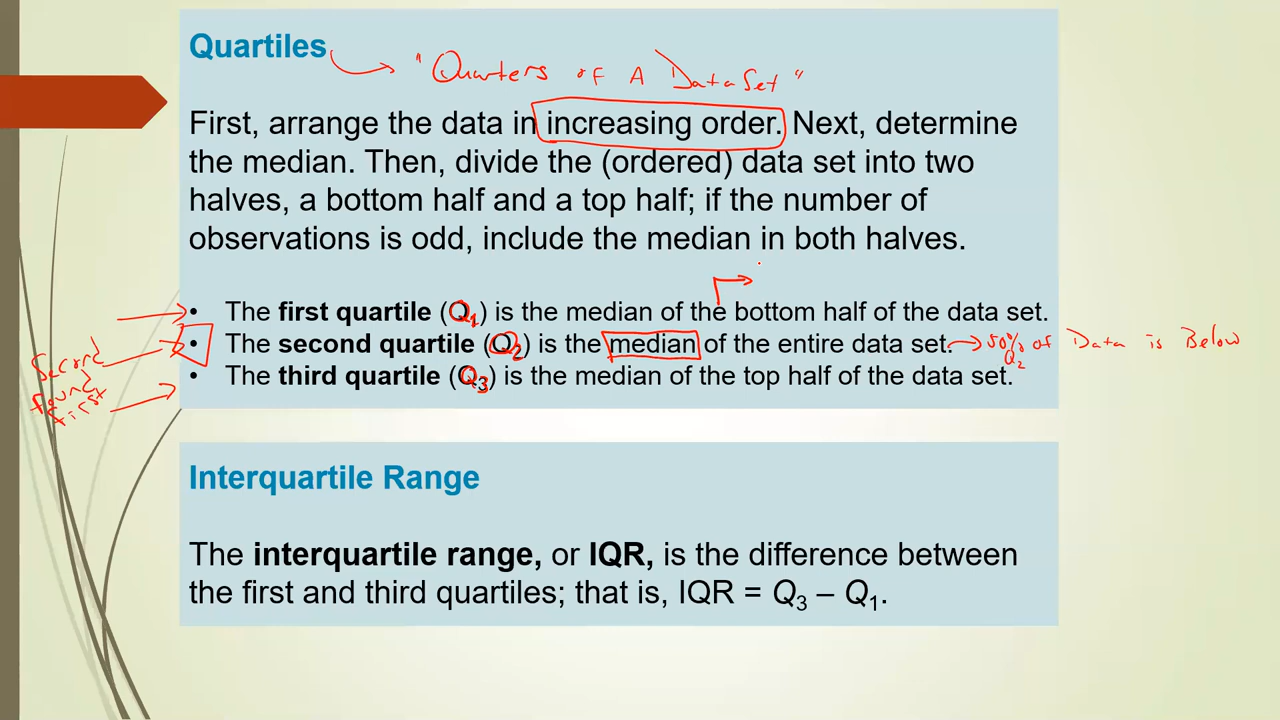 Quartiles
"Quarters of A Data Set"
First, arrange the data in increasing order. Next, determine
the median. Then, divide the (ordered) data set into two
halves, a bottom half and a top half; if the number of
observations is odd, include the median in both halves.
• The first quartile (Q1) is the median of the bottom half of the data set.
• The second quartile (Q2) is the median of the entire data set.
50% of Data is Below
Q2
• The third quartile (Q3) is the median of the top half of the data set.
Second
Found
first
Interquartile Range
The interquartile range, or IQR, is the difference between
the first and third quartiles; that is, IQR = Q3 – Q1.